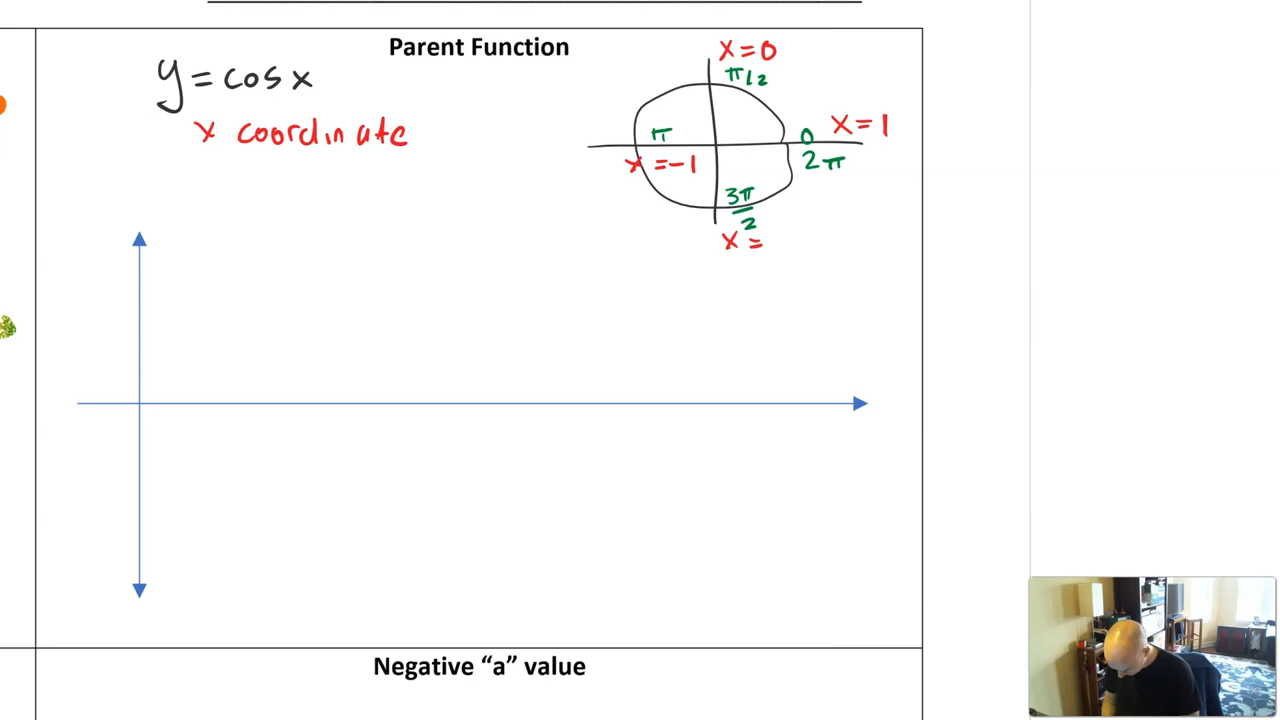 Parent Function
y = cos x
x coordinate
x = 0
π/2
π
0
x = 1
x = -1
2π
3π/2
x =
Negative “a” value